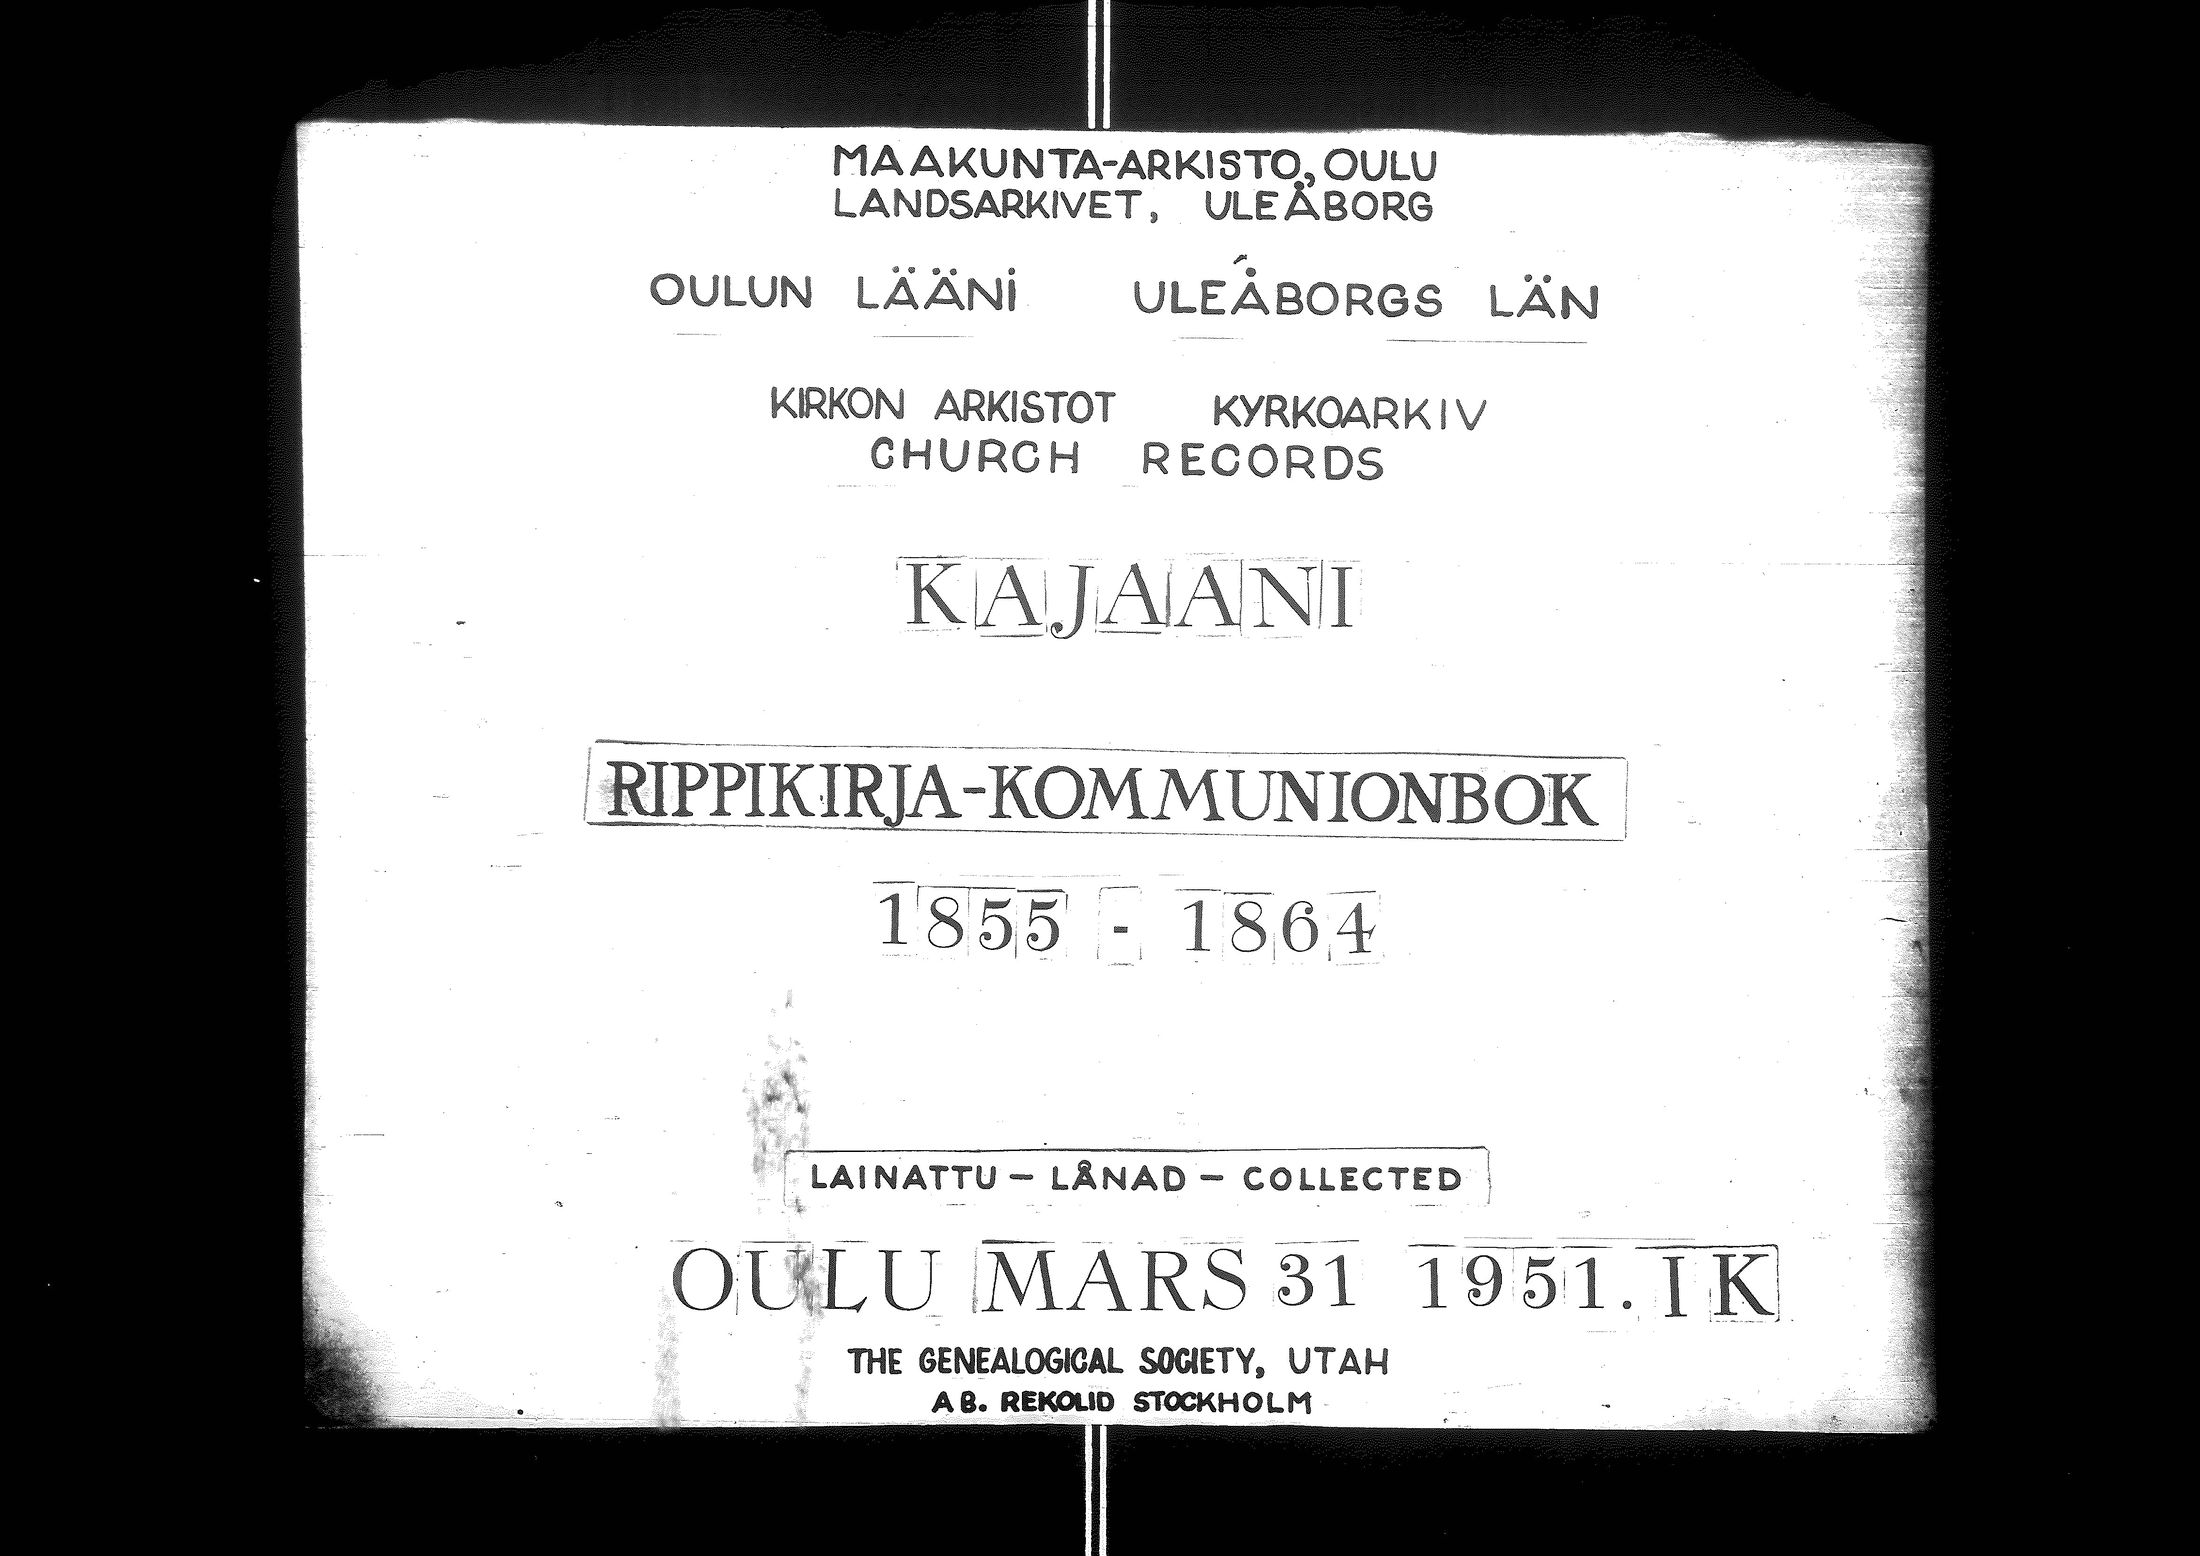 MAAKUNTA-ARKISTO, OULU
LANDSARKIVET, ULEÅBORG
OULUN LÄÄNI ULEÅBORGS LÄN
KIRKON ARKISTOT KYRKOARKIV
CHURCH RECORDS
KAJAANI
RIPPIKIRJA-KOMMUNIONBOK
1855 - 1864
LAINATTU - LÅNAD - COLLECTED
OULU MARS 31 1951. IK
THE GENEALOGICAL SOCIETY, UTAH
AB. REKOLID STOCKHOLM